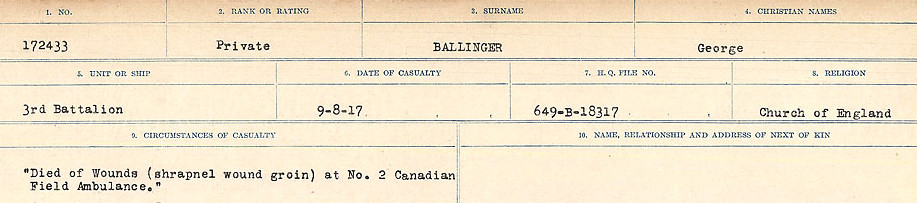 1. NO. 2. RANK OR RATING 3. SURNAME 4. CHRISTIAN NAMES
172433 Private BALLINGER George
5. UNIT OR SHIP 6. DATE OF CASUALTY 7. H.Q. FILE NO. 8. RELIGION
3rd Battalion 9-8-17. 649-B-18317 Church of England
9. CIRCUMSTANCES OF CASUALTY 10. NAME, RELATIONSHIP AND ADDRESS OF NEXT OF KIN
"Died of Wounds (shrapnel wound groin) at No. 2 Canadian
Field Ambulance."